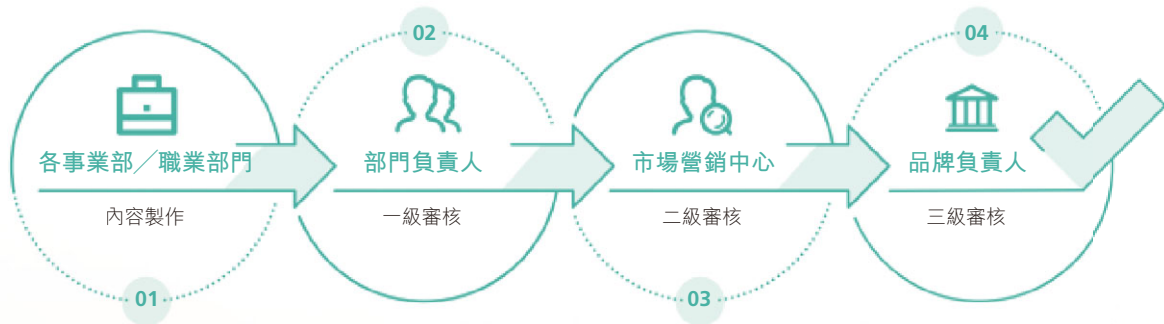 01
各事業部╱職業部門
內容製作
02
部門負責人
一級審核
03
市場營銷中心
二級審核
04
品牌負責人
三級審核